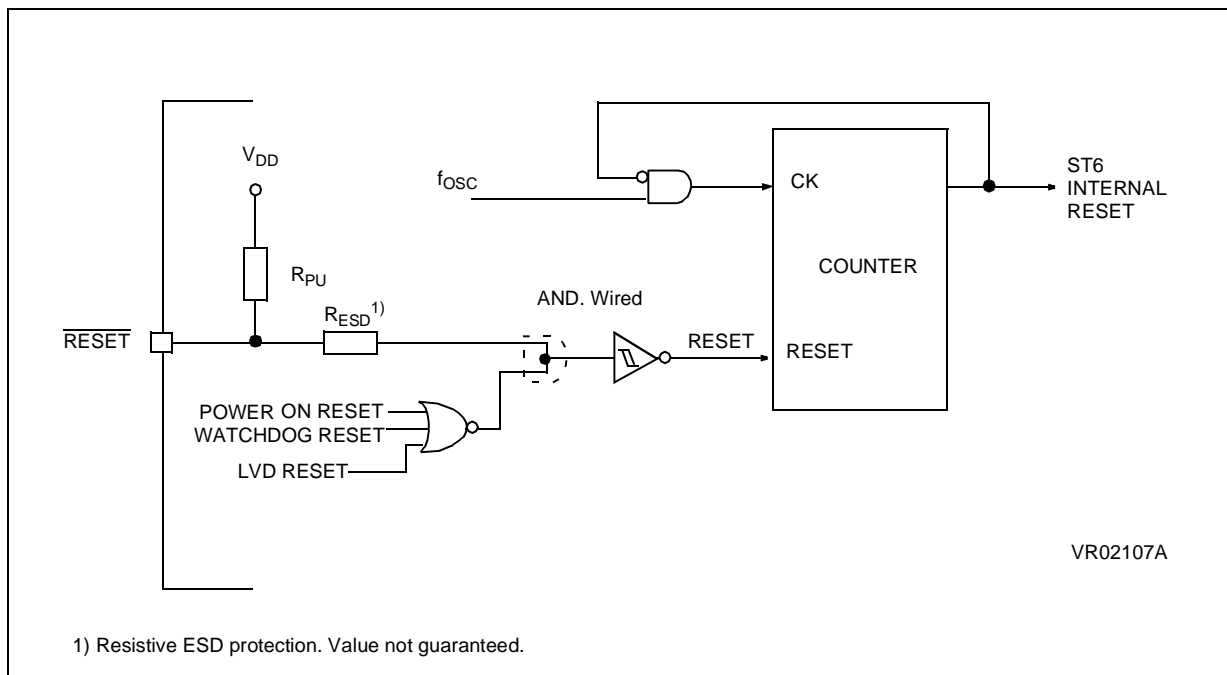 V_DD
f_OSC
CK
ST6
INTERNAL
RESET
COUNTER
R_PU
AND. Wired
R_ESD 1)
RESET
RESET
RESET
POWER ON RESET
WATCHDOG RESET
LVD RESET
VR02107A
1) Resistive ESD protection. Value not guaranteed.